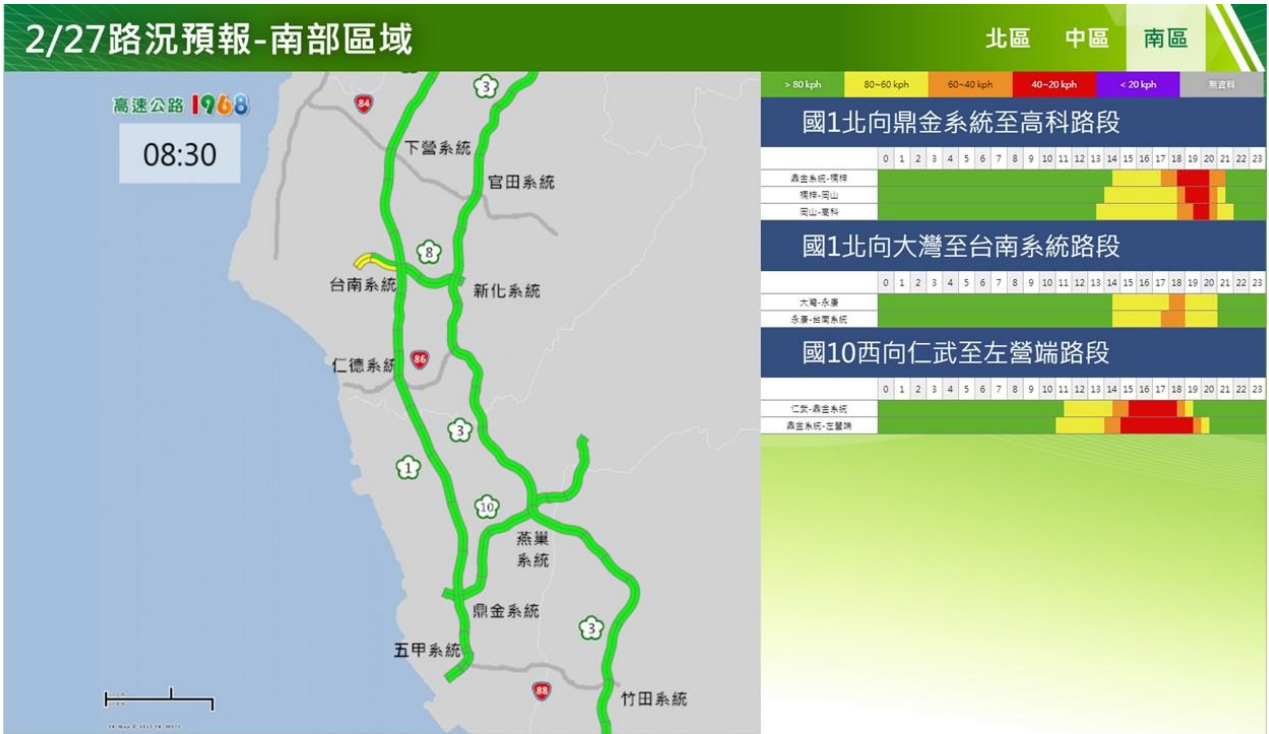 2/27路況預報-南部區域
北區 中區 南區
高速公路 1968
08:30
84
3
下營系統
官田系統
8
台南系統
新化系統
仁德系統
86
3
1
10
燕巢
系統
鼎金系統
3
五甲系統
88
竹田系統
> 80 kph 80~60 kph 60~40 kph 40~20 kph < 20 kph 無資料
國1北向鼎金系統至高科路段
0 1 2 3 4 5 6 7 8 9 10 11 12 13 14 15 16 17 18 19 20 21 22 23
鼎金系統-楠梓
楠梓-岡山
岡山-高科
國1北向大灣至台南系統路段
0 1 2 3 4 5 6 7 8 9 10 11 12 13 14 15 16 17 18 19 20 21 22 23
大灣-永康
永康-台南系統
國10西向仁武至左營端路段
0 1 2 3 4 5 6 7 8 9 10 11 12 13 14 15 16 17 18 19 20 21 22 23
仁武-鼎金系統
鼎金系統-左營端